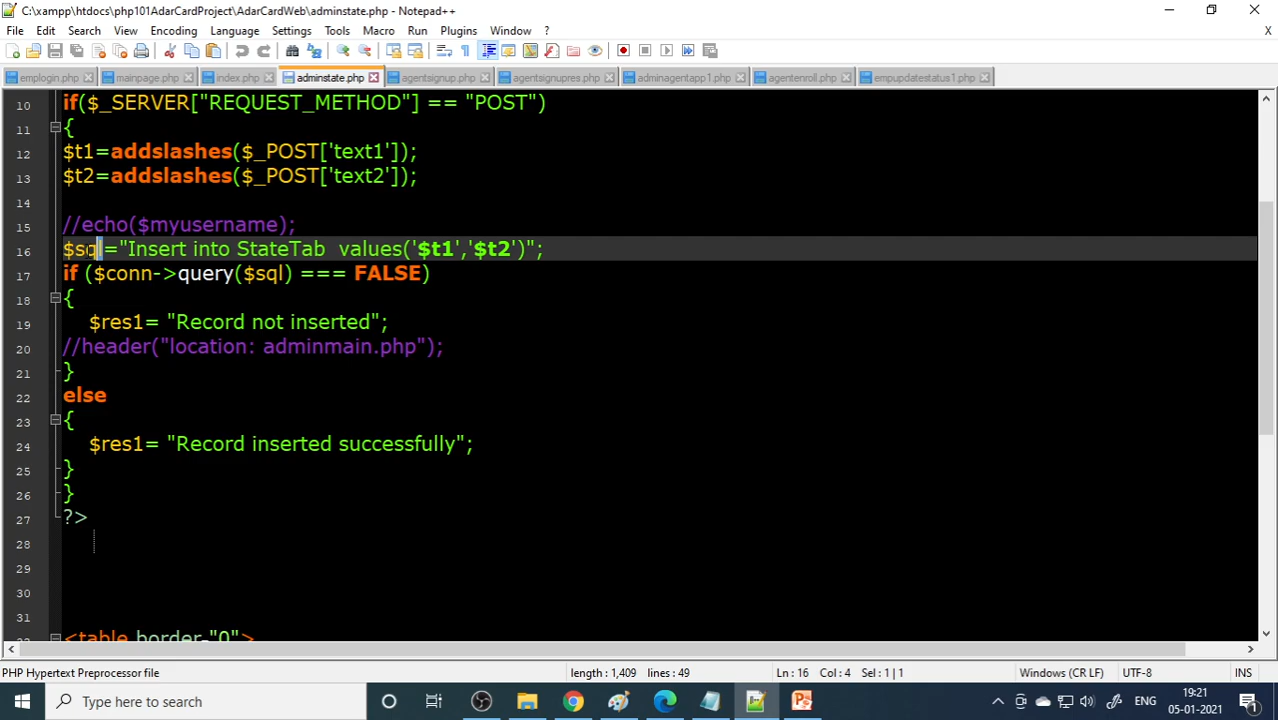 C:\xampp\htdocs\php101AdarCardProject\AdarCardWeb\adminstate.php - Notepad++
File Edit Search View Encoding Language Settings Tools Macro Run Plugins Window ? X
emplogin.php mainpage.php index.php adminstate.php agentsignup.php agentsignupres.php adminagentapp1.php agentenroll.php empupdatestatus1.php
10 if($_SERVER["REQUEST_METHOD"] == "POST")
11 {
12 $t1=addslashes($_POST['text1']);
13 $t2=addslashes($_POST['text2']);
14
15 //echo($myusername);
16 $sql="Insert into StateTab  values('$t1','$t2')";
17 if ($conn->query($sql) === FALSE)
18 {
19 $res1= "Record not inserted";
20 //header("location: adminmain.php");
21 }
22 else
23 {
24 $res1= "Record inserted successfully";
25 }
26 }
27 ?>
28
29
30
31
<table border="0">
PHP Hypertext Preprocessor file length : 1,409 lines : 49 Ln : 16 Col : 4 Sel : 1 | 1 Windows (CR LF) UTF-8 INS
Type here to search ENG 19:21
05-01-2021